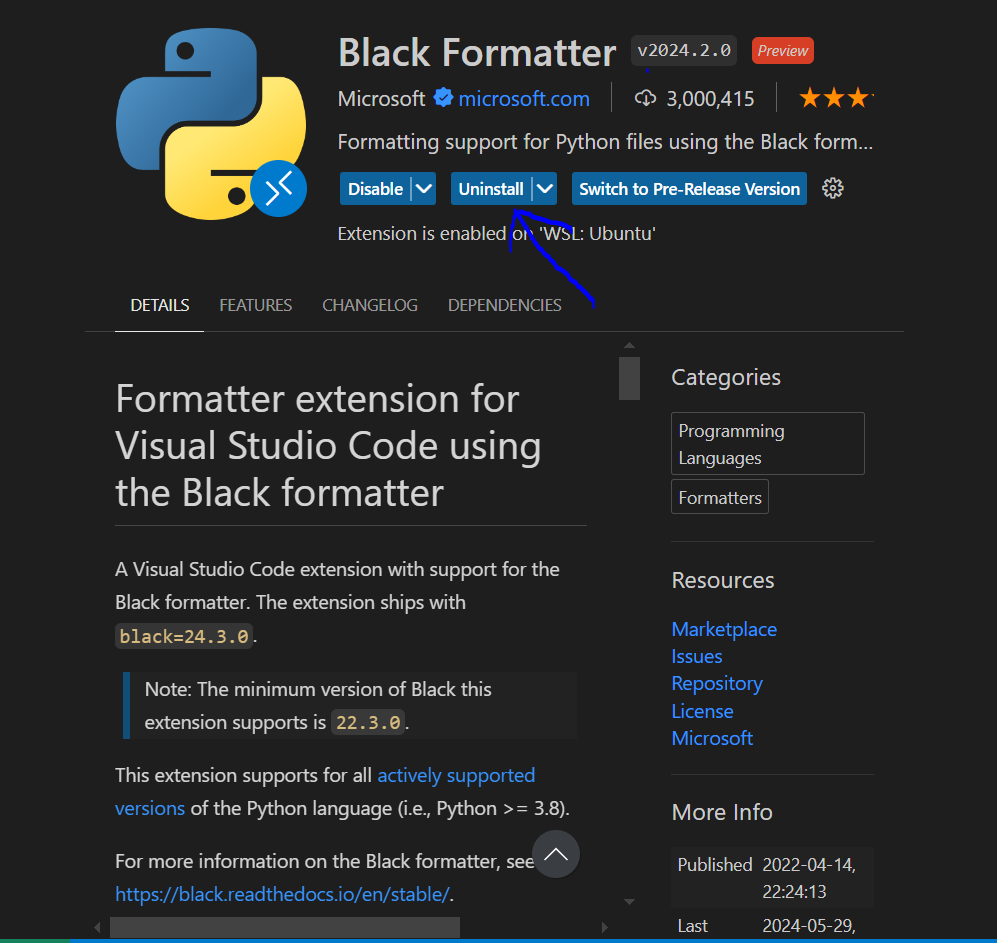 Black Formatter v2024.2.0 Preview
Microsoft microsoft.com 3,000,415
Formatting support for Python files using the Black form...
Disable Uninstall Switch to Pre-Release Version
Extension is enabled on 'WSL: Ubuntu'
DETAILS FEATURES CHANGELOG DEPENDENCIES
Formatter extension for
Visual Studio Code using
the Black formatter
A Visual Studio Code extension with support for the
Black formatter. The extension ships with
black=24.3.0.
Note: The minimum version of Black this
extension supports is 22.3.0.
This extension supports for all actively supported
versions of the Python language (i.e., Python >= 3.8).
For more information on the Black formatter, see
https://black.readthedocs.io/en/stable/.
Categories
Programming
Languages
Formatters
Resources
Marketplace
Issues
Repository
License
Microsoft
More Info
Published 2022-04-14,
22:24:13
Last 2024-05-29,